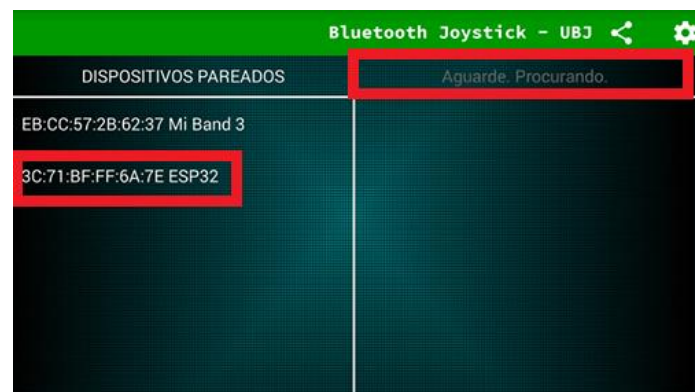 Bluetooth Joystick - UBJ
DISPOSITIVOS PAREADOS
Aguarde. Procurando.
EB:CC:57:2B:62:37 Mi Band 3
3C:71:BF:FF:6A:7E ESP32